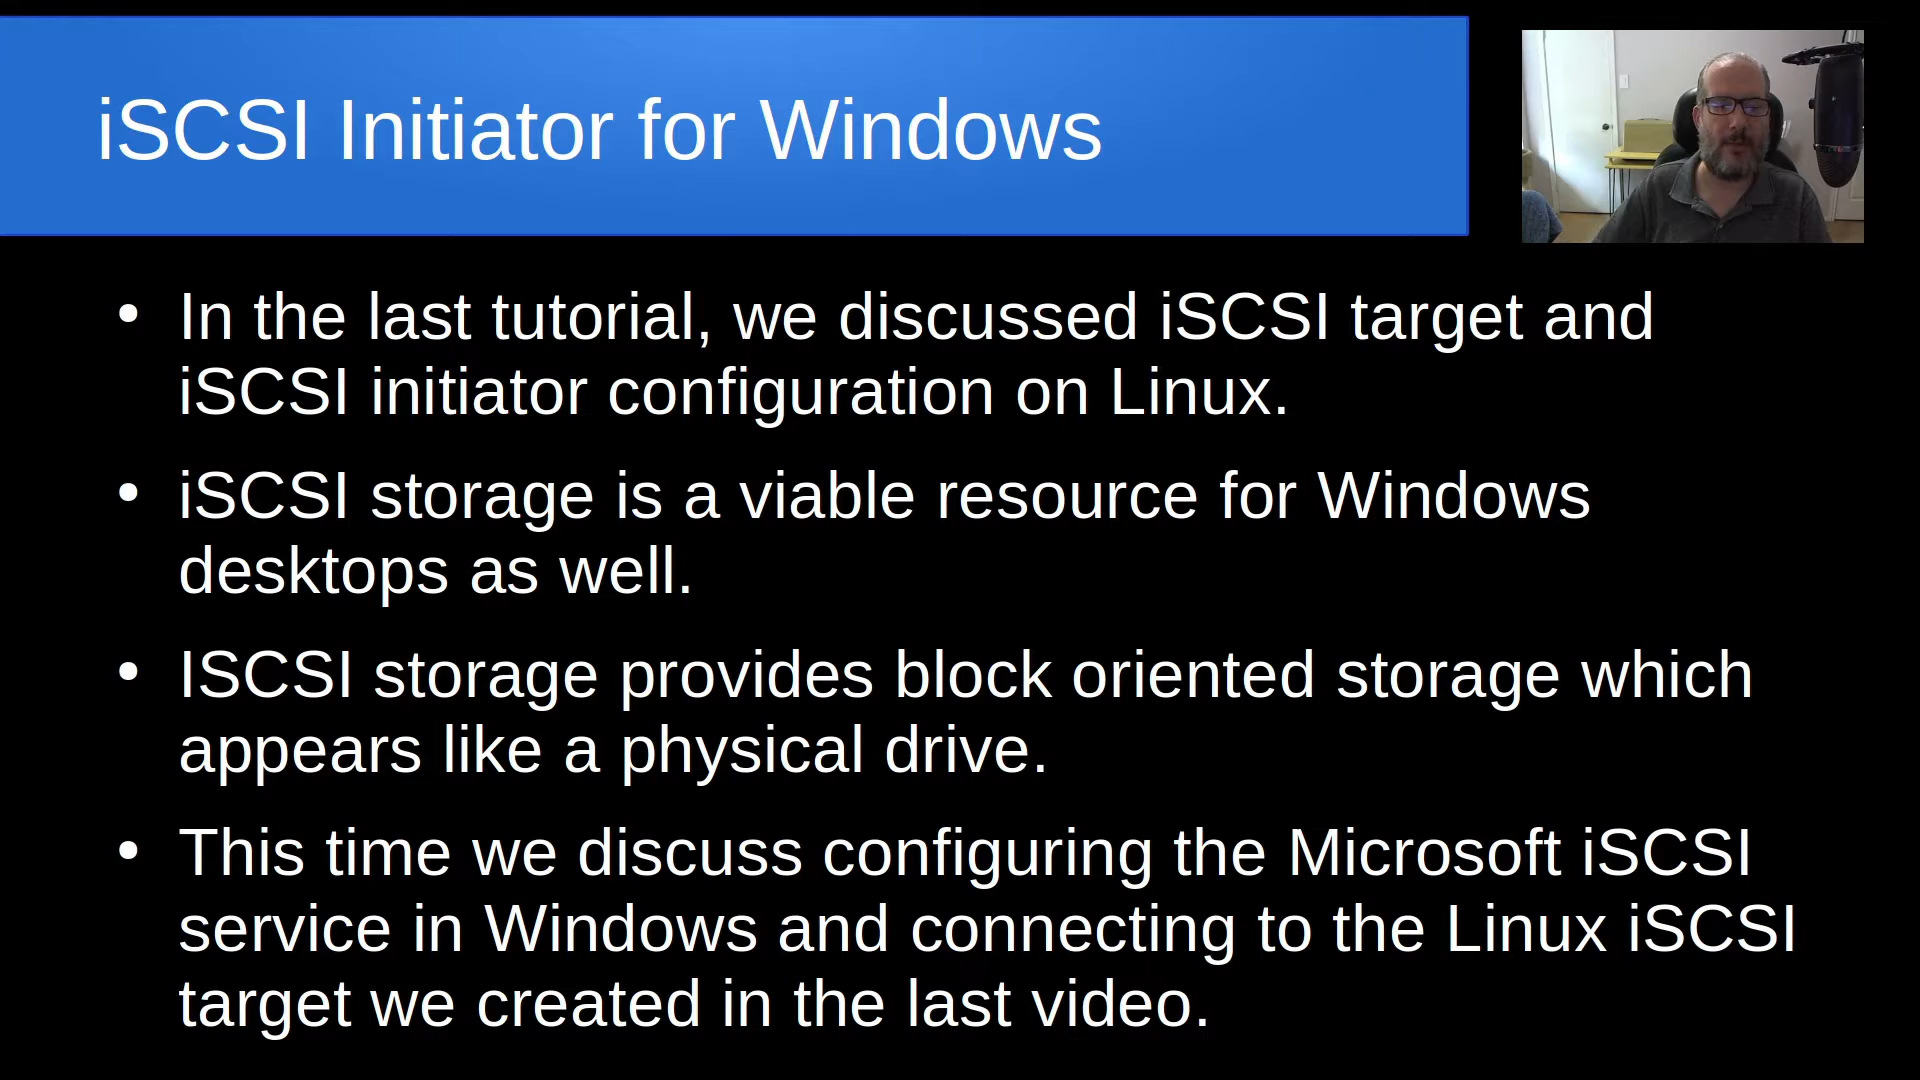 iSCSI Initiator for Windows
• In the last tutorial, we discussed iSCSI target and
iSCSI initiator configuration on Linux.
• iSCSI storage is a viable resource for Windows
desktops as well.
• ISCSI storage provides block oriented storage which
appears like a physical drive.
• This time we discuss configuring the Microsoft iSCSI
service in Windows and connecting to the Linux iSCSI
target we created in the last video.